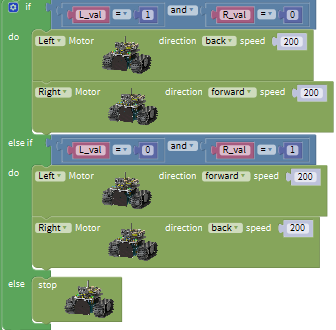 if L_val = 1 and R_val = 0
do Left Motor direction back speed 200
Right Motor direction forward speed 200
else if L_val = 0 and R_val = 1
do Left Motor direction forward speed 200
Right Motor direction back speed 200
else stop